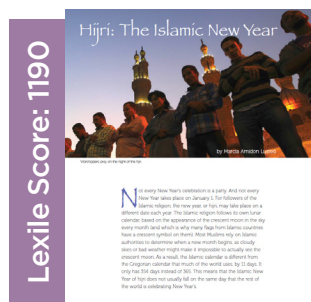 Lexile Score: 1190
Hijri: The Islamic New Year
by Marcia Amidon Lusted
Worshippers pray on the night of the hijri.
Not every New Year's celebration is a party. And not every
New Year takes place on January 1. For followers of the
Islamic religion, the new year, or hijri, may take place on a
different date each year. The Islamic religion follows its own lunar
calendar, based on the appearance of the crescent moon in the sky
every month (and which is why many flags from Islamic countries
have a crescent symbol on them). Most Muslims rely on Islamic
authorities to determine when a new month begins, as cloudy
skies or bad weather might make it impossible to actually see the
crescent moon. As a result, the Islamic calendar is different from
the Gregorian calendar that much of the world uses, by 11 days. It
only has 354 days instead of 365. This means that the Islamic New
Year of hijri does not usually fall on the same day that the rest of
the world is celebrating New Year's.